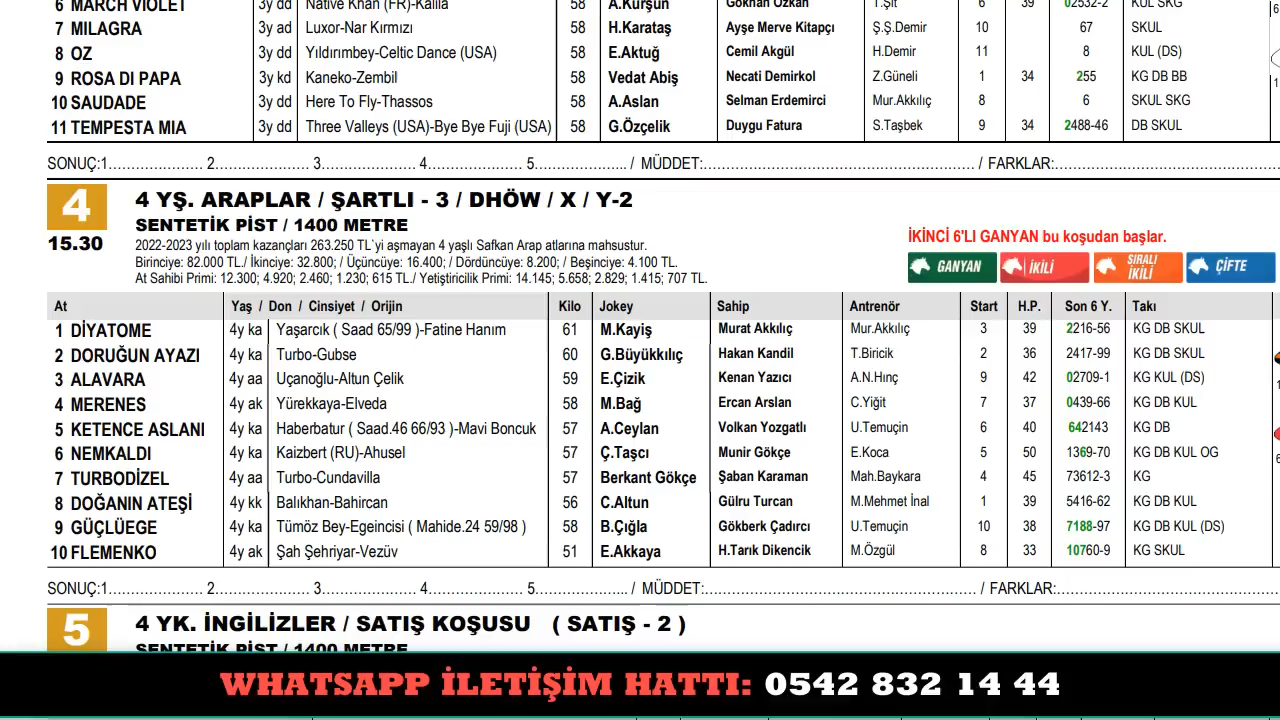 6 MARCH VIOLET 3y dd Native Khan (FR)-Kalila 58 A.Kurşun Gökhan Özkan T.Şit 6 39 02532-2 KUL SKG
7 MILAGRA 3y ad Luxor-Nar Kırmızı 58 H.Karataş Ayşe Merve Kitapçı Ş.Ş.Demir 10 67 SKUL
8 OZ 3y dd Yıldırımbey-Celtic Dance (USA) 58 E.Aktuğ Cemil Akgül H.Demir 11 8 KUL (DS)
9 ROSA DI PAPA 3y kd Kaneko-Zembil 58 Vedat Abiş Necati Demirkol Z.Güneli 1 34 255 KG DB BB
10 SAUDADE 3y dd Here To Fly-Thassos 58 A.Aslan Selman Erdemirci Mur.Akkılıç 8 6 SKUL SKG
11 TEMPESTA MIA 3y dd Three Valleys (USA)-Bye Bye Fuji (USA) 58 G.Özçelik Duygu Fatura S.Taşbek 9 34 2488-46 DB SKUL
SONUÇ:1..................... 2..................... 3..................... 4..................... 5..................... / MÜDDET:............................................................ / FARKLAR:..................................................
4 4 YŞ. ARAPLAR / ŞARTLI - 3 / DHÖW / X / Y-2
SENTETİK PİST / 1400 METRE
15.30
2022-2023 yılı toplam kazançları 263.250 TL`yi aşmayan 4 yaşlı Safkan Arap atlarına mahsustur.
Birinciye: 82.000 TL./ İkinciye: 32.800; / Üçüncüye: 16.400; / Dördüncüye: 8.200; / Beşinciye: 4.100 TL.
At Sahibi Primi: 12.300; 4.920; 2.460; 1.230; 615 TL./ Yetiştiricilik Primi: 14.145; 5.658; 2.829; 1.415; 707 TL.
İKİNCİ 6'LI GANYAN bu koşudan başlar.
GANYAN İKİLİ SIRALI İKİLİ ÇİFTE
At Yaş / Don / Cinsiyet / Orijin Kilo Jokey Sahip Antrenör Start H.P. Son 6 Y. Takı
1 DİYATOME 4y ka Yaşarcık ( Saad 65/99 )-Fatine Hanım 61 M.Kayiş Murat Akkılıç Mur.Akkılıç 3 39 2216-56 KG DB SKUL
2 DORUĞUN AYAZI 4y ka Turbo-Gubse 60 G.Büyükkılıç Hakan Kandil T.Biricik 2 36 2417-99 KG DB SKUL
3 ALAVARA 4y aa Uçanoğlu-Altun Çelik 59 E.Çizik Kenan Yazıcı A.N.Hınç 9 42 02709-1 KG KUL (DS)
4 MERENES 4y ak Yürekkaya-Elveda 58 M.Bağ Ercan Arslan C.Yiğit 7 37 0439-66 KG DB KUL
5 KETENCE ASLANI 4y ka Haberbatur ( Saad.46 66/93 )-Mavi Boncuk 57 A.Ceylan Volkan Yozgatlı U.Temuçin 6 40 642143 KG DB
6 NEMKALDI 4y ka Kaizbert (RU)-Ahusel 57 Ç.Taşcı Munir Gökçe E.Koca 5 50 1369-70 KG DB KUL OG
7 TURBODİZEL 4y aa Turbo-Cundavilla 57 Berkant Gökçe Şaban Karaman Mah.Baykara 4 45 73612-3 KG
8 DOĞANIN ATEŞİ 4y kk Balıkhan-Bahircan 56 C.Altun Gülru Turcan M.Mehmet İnal 1 39 5416-62 KG DB KUL
9 GÜÇLÜEGE 4y ka Tümöz Bey-Egeincisi ( Mahide.24 59/98 ) 58 B.Çığla Gökberk Çadırcı U.Temuçin 10 38 7188-97 KG DB KUL (DS)
10 FLEMENKO 4y ak Şah Şehriyar-Vezüv 51 E.Akkaya H.Tarık Dikencik M.Özgül 8 33 10760-9 KG SKUL
SONUÇ:1..................... 2..................... 3..................... 4..................... 5..................... / MÜDDET:............................................................ / FARKLAR:..................................................
5 4 YK. İNGİLİZLER / SATIŞ KOŞUSU ( SATIŞ - 2 )
SENTETİK PİST / 1400 METRE
WHATSAPP İLETİŞİM HATTI: 0542 832 14 44